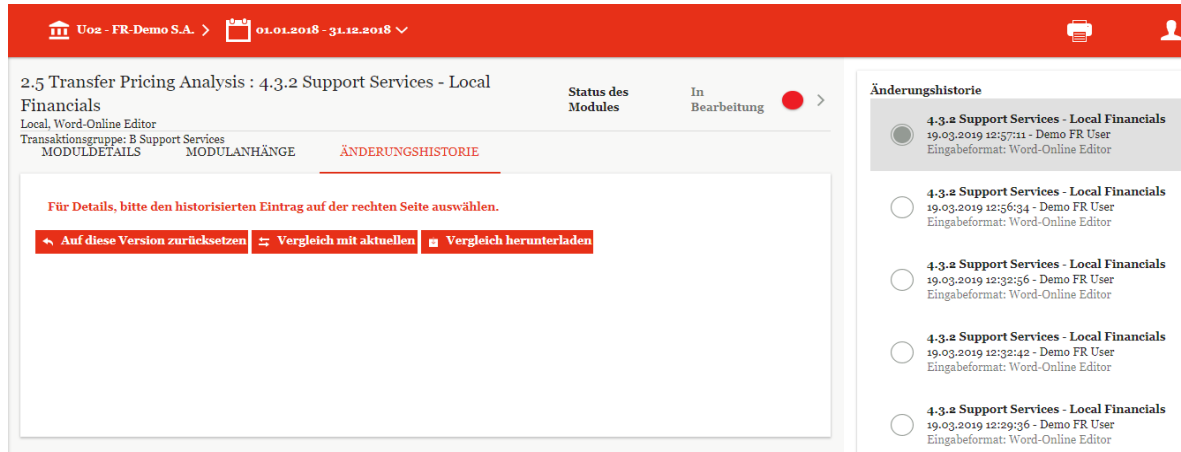 U02 - FR-Demo S.A. 01.01.2018 - 31.12.2018
2.5 Transfer Pricing Analysis : 4.3.2 Support Services - Local
Financials
Local, Word-Online Editor
Transaktionsgruppe: B Support Services
Status des
Modules
In
Bearbeitung
MODULDETAILS MODULANHÄNGE ÄNDERUNGSHISTORIE
Für Details, bitte den historisierten Eintrag auf der rechten Seite auswählen.
Auf diese Version zurücksetzen Vergleich mit aktuellen Vergleich herunterladen
Änderungshistorie
4.3.2 Support Services - Local Financials
19.03.2019 12:57:11 - Demo FR User
Eingabeformat: Word-Online Editor
4.3.2 Support Services - Local Financials
19.03.2019 12:56:34 - Demo FR User
Eingabeformat: Word-Online Editor
4.3.2 Support Services - Local Financials
19.03.2019 12:32:56 - Demo FR User
Eingabeformat: Word-Online Editor
4.3.2 Support Services - Local Financials
19.03.2019 12:32:42 - Demo FR User
Eingabeformat: Word-Online Editor
4.3.2 Support Services - Local Financials
19.03.2019 12:29:36 - Demo FR User
Eingabeformat: Word-Online Editor